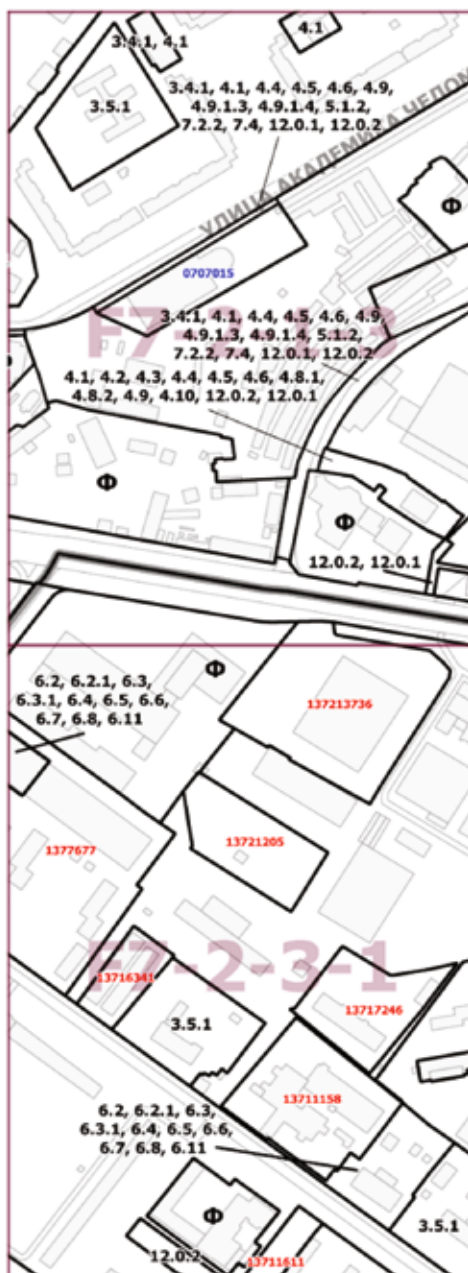 3.4.1, 4.1
4.1
3.5.1
3.4.1, 4.1, 4.4, 4.5, 4.6, 4.9,
4.9.1.3, 4.9.1.4, 5.1.2,
7.2.2, 7.4, 12.0.1, 12.0.2
УЛИЦА АКАДЕМИКА ЧЕЛОМ
Ф
0707015
F7-2-1-3
3.4.1, 4.1, 4.4, 4.5, 4.6, 4.9,
4.9.1.3, 4.9.1.4, 5.1.2,
7.2.2, 7.4, 12.0.1, 12.0.2
4.1, 4.2, 4.3, 4.4, 4.5, 4.6, 4.8.1,
4.8.2, 4.9, 4.10, 12.0.2, 12.0.1
Ф
Ф
12.0.2, 12.0.1
Ф
6.2, 6.2.1, 6.3,
6.3.1, 6.4, 6.5, 6.6,
6.7, 6.8, 6.11
137213736
13721205
1377677
F7-2-3-1
13716341
13717246
3.5.1
13711158
6.2, 6.2.1, 6.3,
6.3.1, 6.4, 6.5, 6.6,
6.7, 6.8, 6.11
Ф
3.5.1
12.0.2
13711611